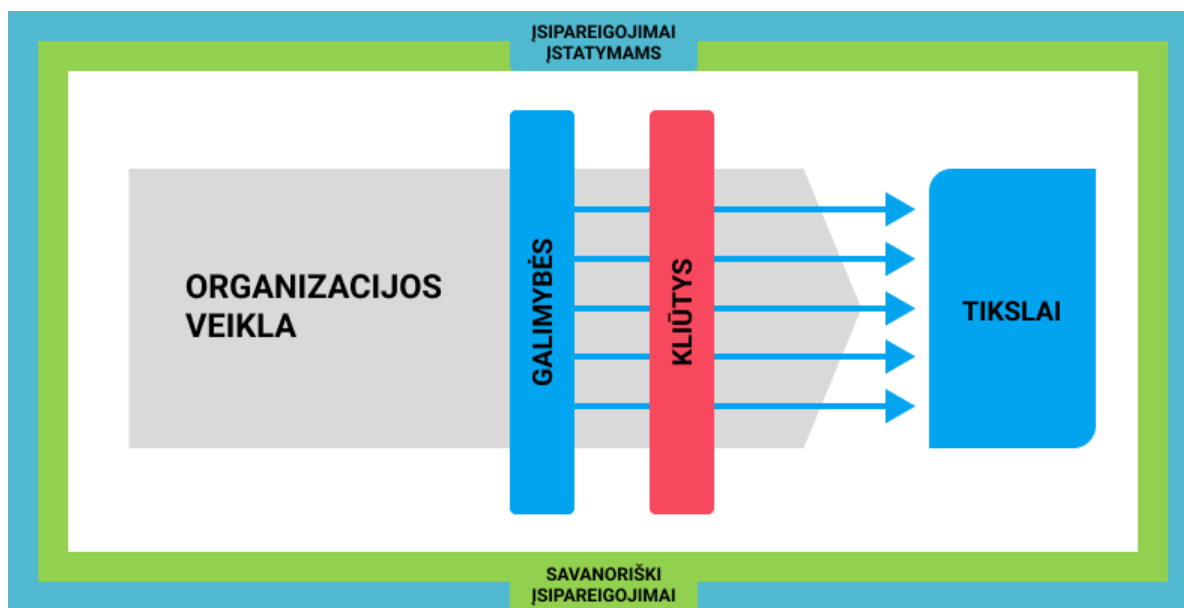 ĮSIPAREIGOJIMAI
ĮSTATYMAMS
ORGANIZACIJOS
VEIKLA
GALIMYBĖS
KLIŪTYS
TIKSLAI
SAVANORIŠKI
ĮSIPAREIGOJIMAI